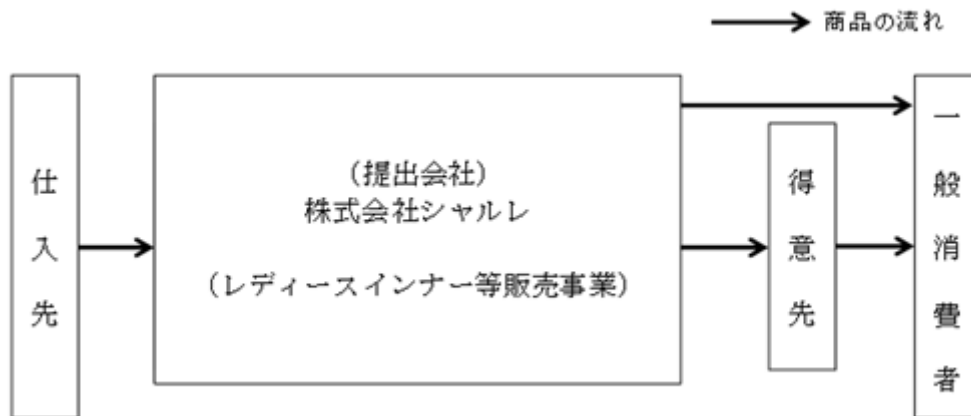 商品の流れ
仕入先
（提出会社）
株式会社シャルレ
（レディースインナー等販売事業）
得意先
一般消費者